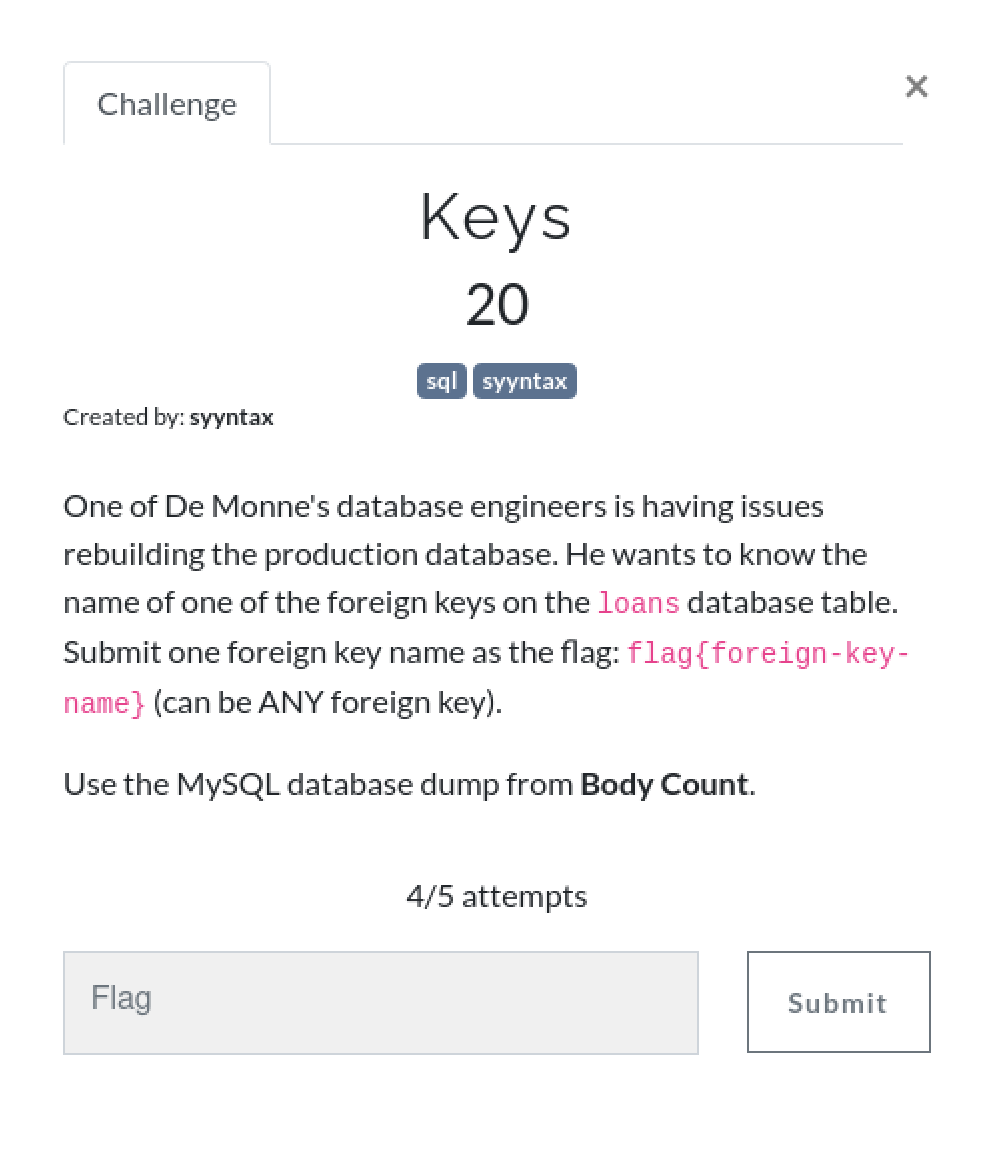 Challenge
×
Keys
20
sql syyntax
Created by: syyntax
One of De Monne's database engineers is having issues
rebuilding the production database. He wants to know the
name of one of the foreign keys on the loans database table.
Submit one foreign key name as the flag: flag{foreign-key-
name} (can be ANY foreign key).
Use the MySQL database dump from Body Count.
4/5 attempts
Flag
Submit